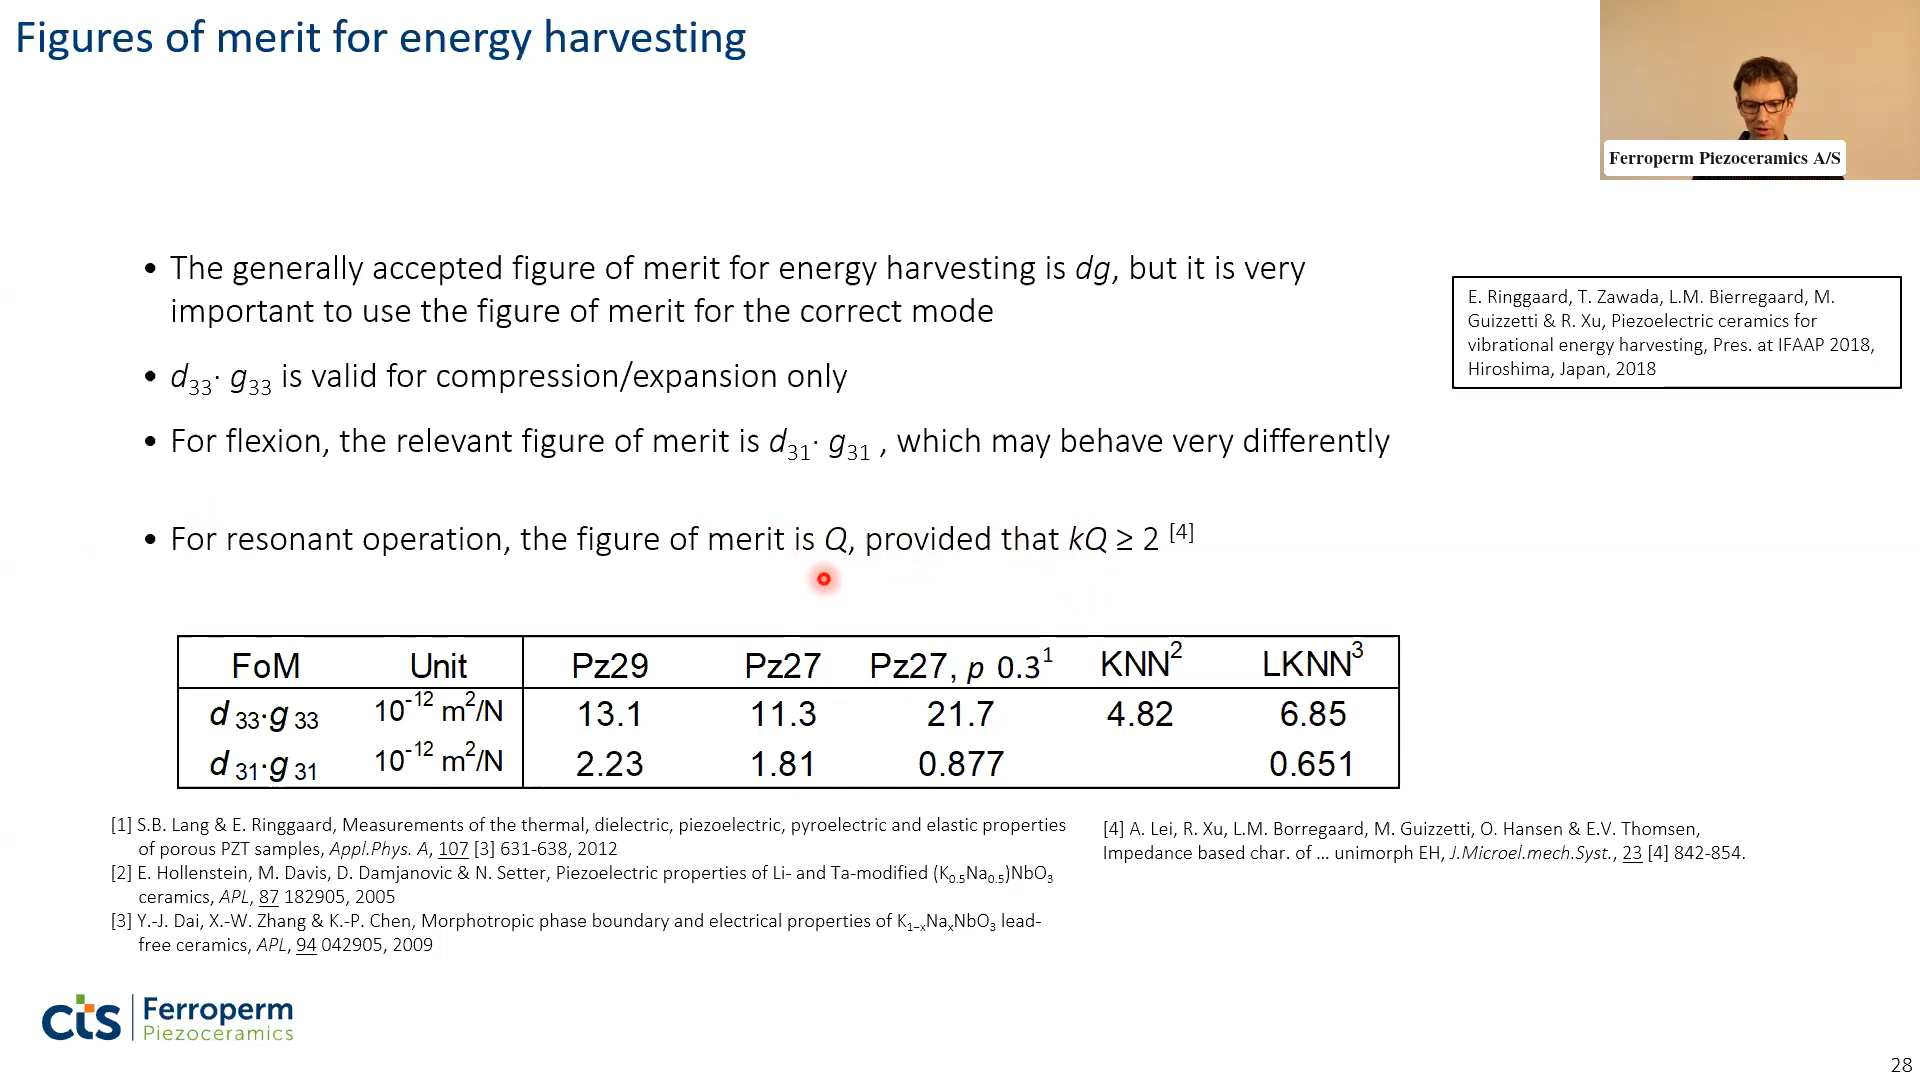 Figures of merit for energy harvesting
Ferroperm Piezoceramics A/S
• The generally accepted figure of merit for energy harvesting is dg, but it is very
important to use the figure of merit for the correct mode
• d33· g33 is valid for compression/expansion only
• For flexion, the relevant figure of merit is d31· g31 , which may behave very differently
• For resonant operation, the figure of merit is Q, provided that kQ ≥ 2 [4]
E. Ringgaard, T. Zawada, L.M. Bierregaard, M.
Guizzetti & R. Xu, Piezoelectric ceramics for
vibrational energy harvesting, Pres. at IFAAP 2018,
Hiroshima, Japan, 2018
FoM Unit Pz29 Pz27 Pz27, p 0.3¹ KNN² LKNN³
d 33·g 33 10⁻¹² m²/N 13.1 11.3 21.7 4.82 6.85
d 31·g 31 10⁻¹² m²/N 2.23 1.81 0.877 0.651
[1] S.B. Lang & E. Ringgaard, Measurements of the thermal, dielectric, piezoelectric, pyroelectric and elastic properties
of porous PZT samples, Appl.Phys. A, 107 [3] 631-638, 2012
[2] E. Hollenstein, M. Davis, D. Damjanovic & N. Setter, Piezoelectric properties of Li- and Ta-modified (K0.5Na0.5)NbO3
ceramics, APL, 87 182905, 2005
[3] Y.-J. Dai, X.-W. Zhang & K.-P. Chen, Morphotropic phase boundary and electrical properties of K1−xNaxNbO3 lead-
free ceramics, APL, 94 042905, 2009
[4] A. Lei, R. Xu, L.M. Borregaard, M. Guizzetti, O. Hansen & E.V. Thomsen,
Impedance based char. of … unimorph EH, J.Microel.mech.Syst., 23 [4] 842-854.
cts Ferroperm
Piezoceramics
28